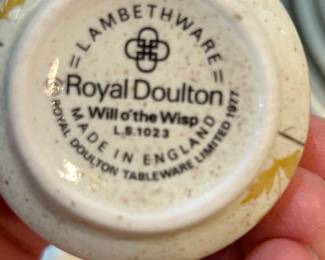 =LAMBETHWARE=
Royal Doulton
Will o'the Wisp
L.S.1023
MADE IN ENGLAND
© ROYAL DOULTON TABLEWARE LIMITED 1977